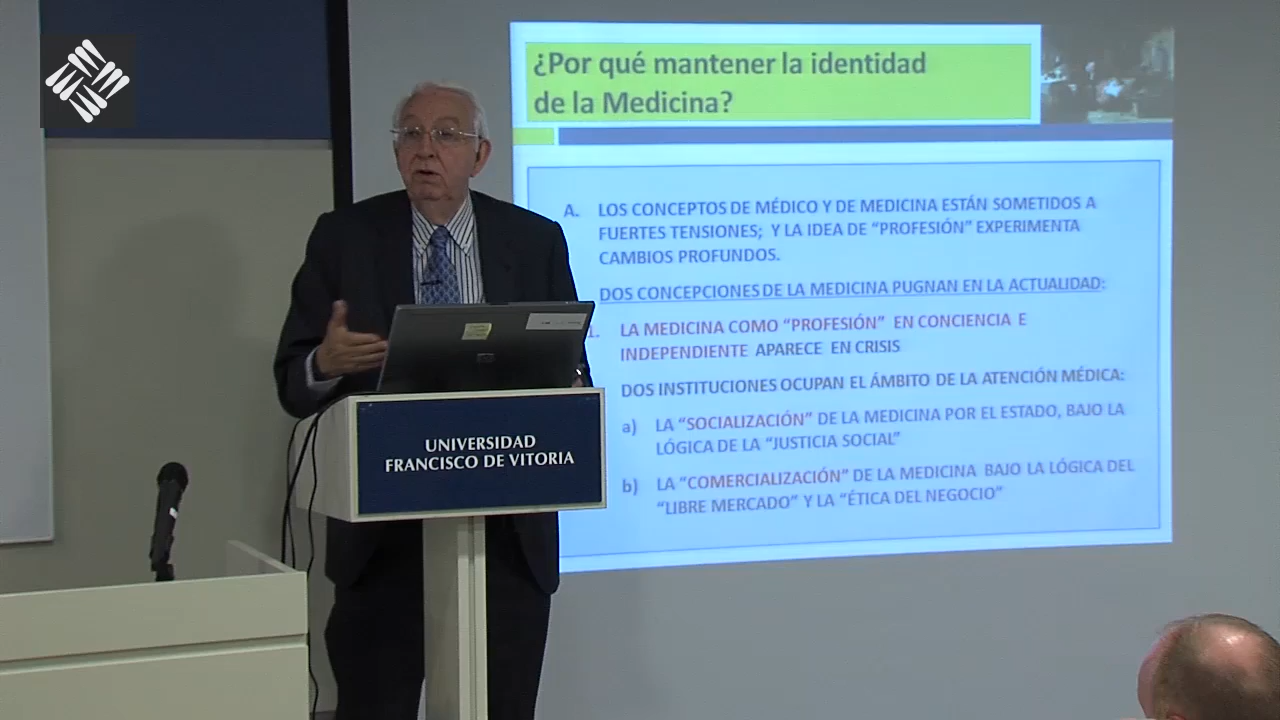 ¿Por qué mantener la identidad
de la Medicina?
A. LOS CONCEPTOS DE MÉDICO Y DE MEDICINA ESTÁN SOMETIDOS A
FUERTES TENSIONES; Y LA IDEA DE “PROFESIÓN” EXPERIMENTA
CAMBIOS PROFUNDOS.
DOS CONCEPCIONES DE LA MEDICINA PUGNAN EN LA ACTUALIDAD:
1. LA MEDICINA COMO “PROFESIÓN” EN CONCIENCIA E
INDEPENDIENTE APARECE EN CRISIS
DOS INSTITUCIONES OCUPAN EL ÁMBITO DE LA ATENCIÓN MÉDICA:
a) LA “SOCIALIZACIÓN” DE LA MEDICINA POR EL ESTADO, BAJO LA
LÓGICA DE LA “JUSTICIA SOCIAL”
b) LA “COMERCIALIZACIÓN” DE LA MEDICINA BAJO LA LÓGICA DEL
“LIBRE MERCADO” Y LA “ÉTICA DEL NEGOCIO”
UNIVERSIDAD
FRANCISCO DE VITORIA